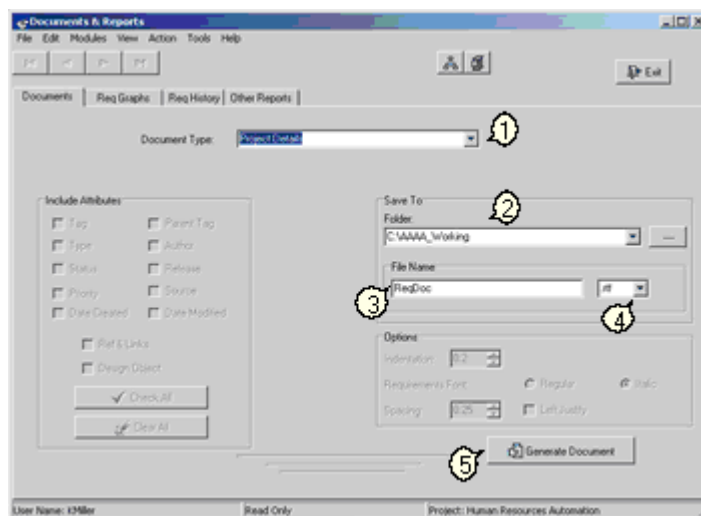 Documents & Reports
File Edit Modules View Action Tools Help
Exit
Documents Req Graphs Req History Other Reports
Document Type: Project Details
1
Include Attributes
Tag Parent Tag
Type Author
Status Release
Priority Source
Date Created Date Modified
Ref & Links
Design Object
Check All
Clear All
Save To
2
Folder:
C:\AAAA_Working
...
File Name
3
ReqDoc
.rtf
4
Options
Indentation: 0.2
Requirements Font: Regular Italic
Spacing: 0.25 Left Justify
5
Generate Document
User Name: kMiller Read Only Project: Human Resources Automation